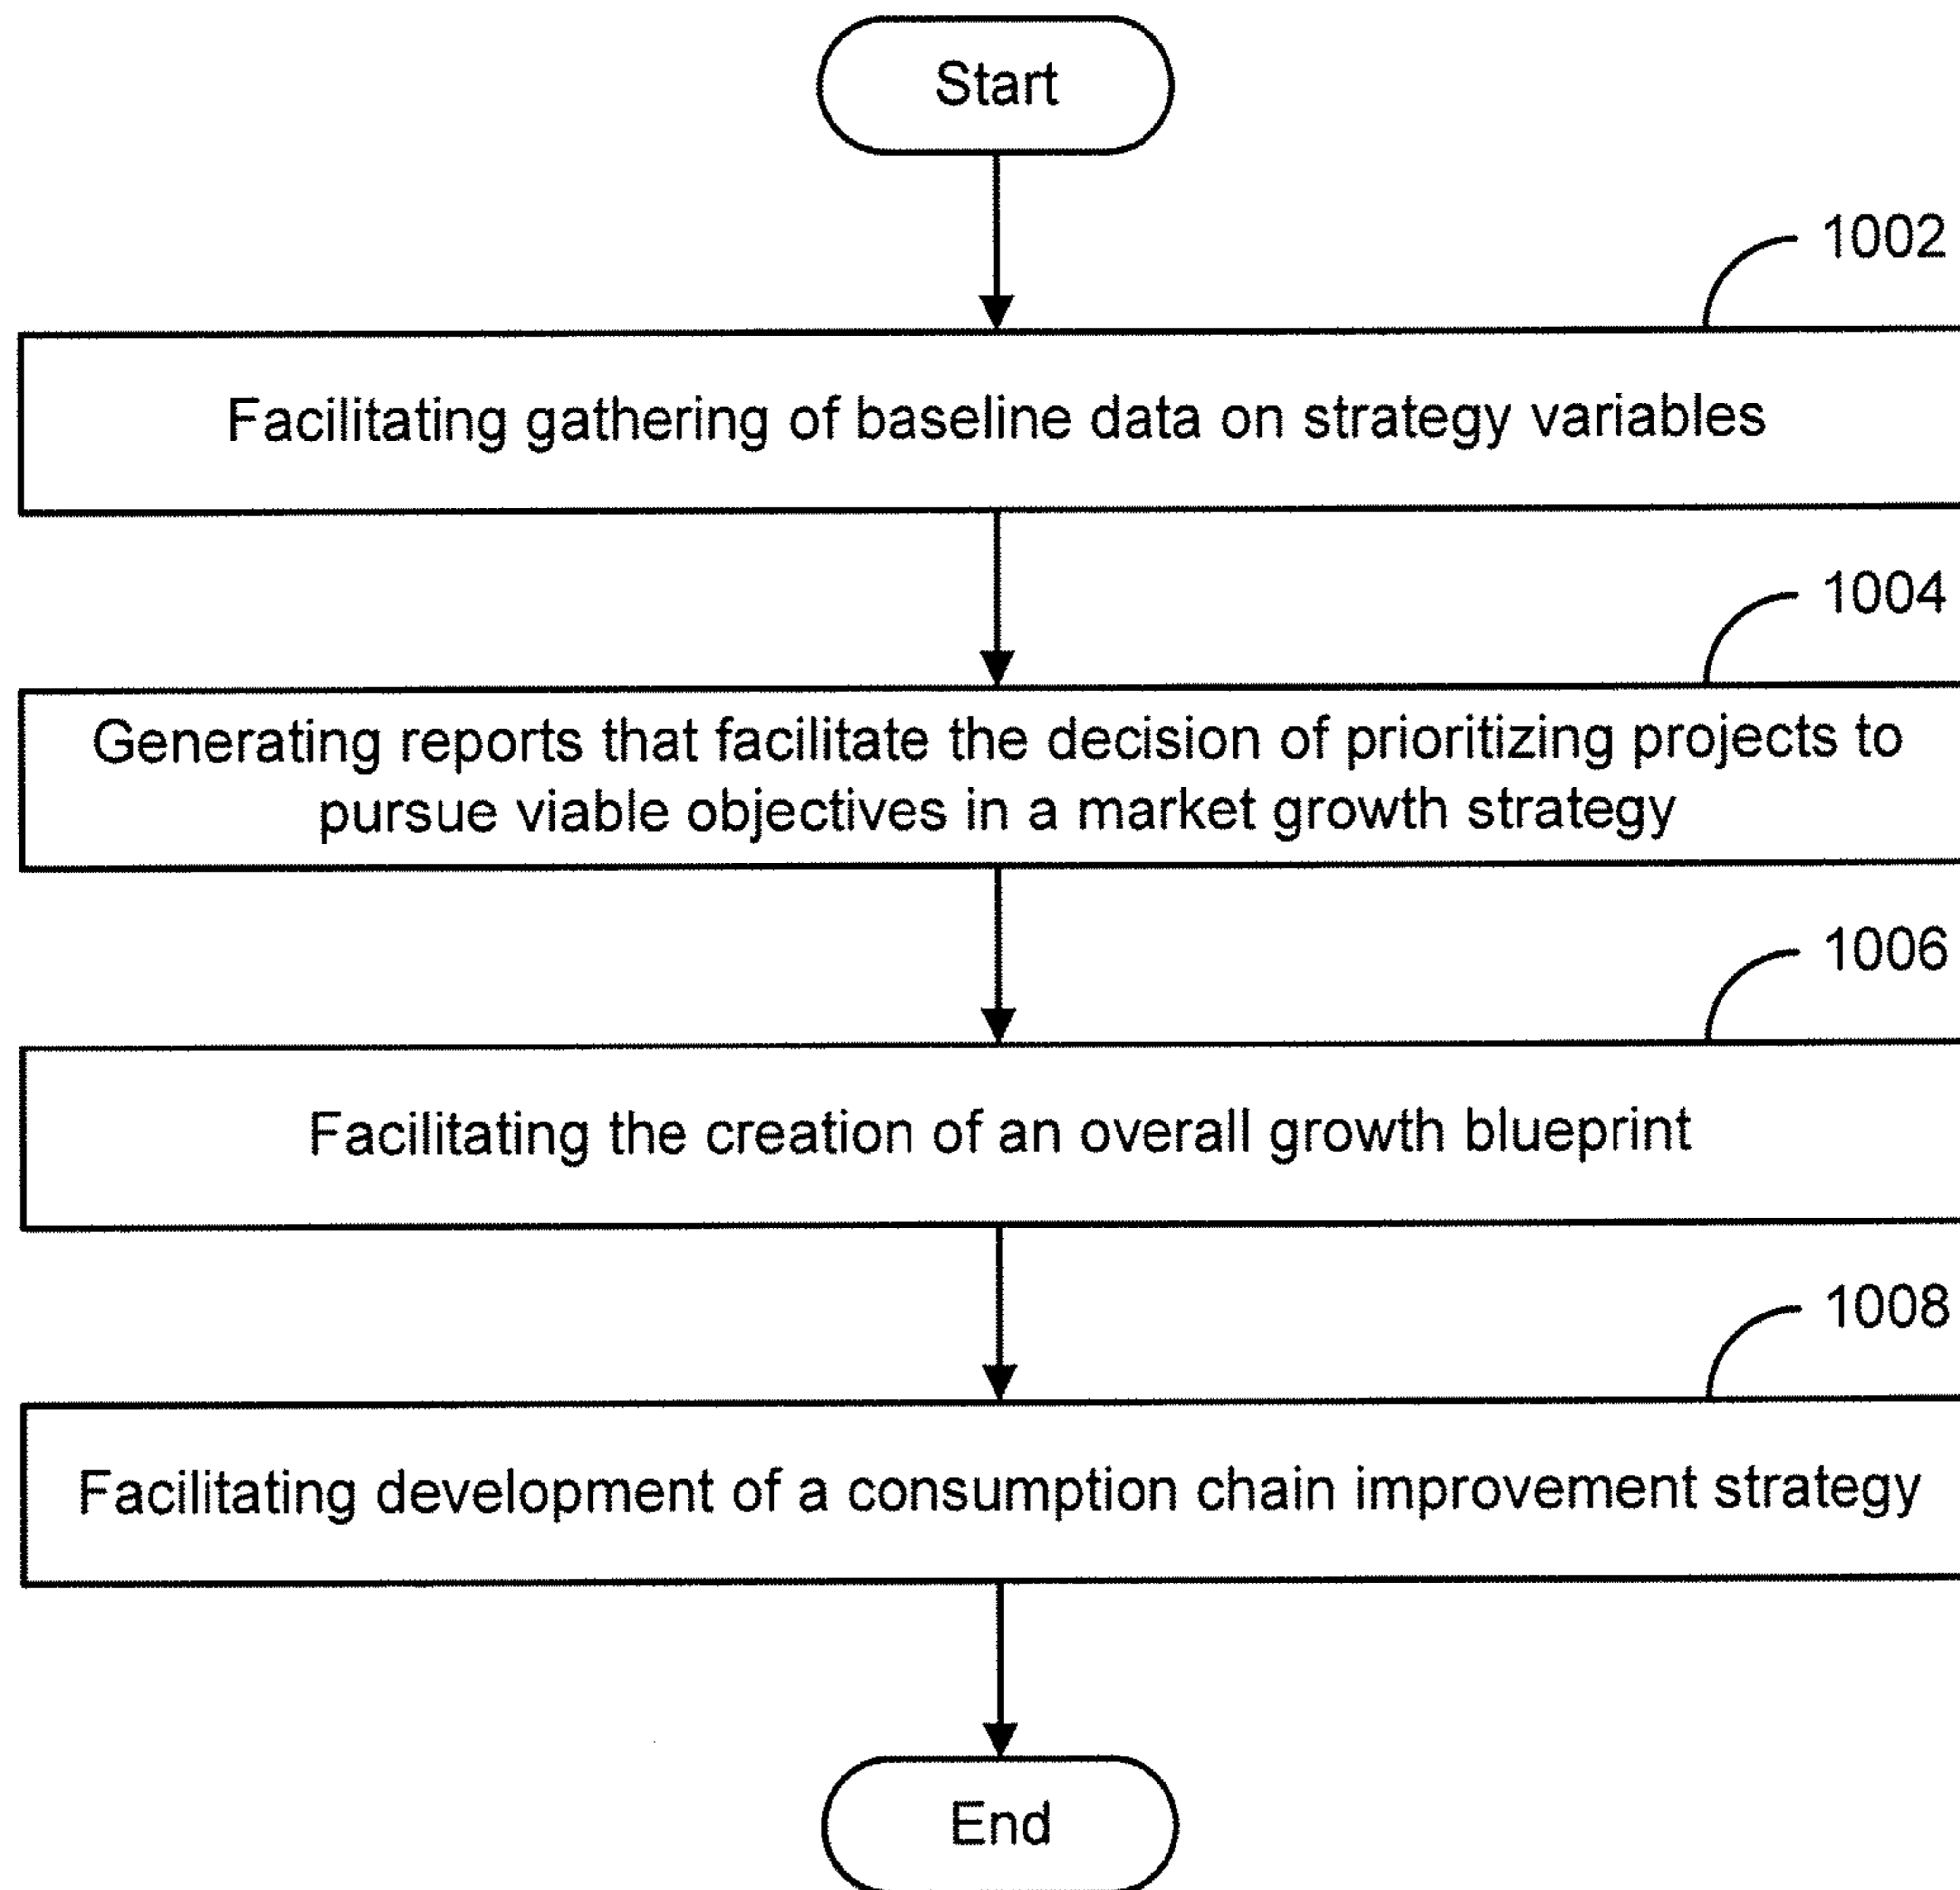 Start
1002
Facilitating gathering of baseline data on strategy variables
1004
Generating reports that facilitate the decision of prioritizing projects to
pursue viable objectives in a market growth strategy
1006
Facilitating the creation of an overall growth blueprint
1008
Facilitating development of a consumption chain improvement strategy
End